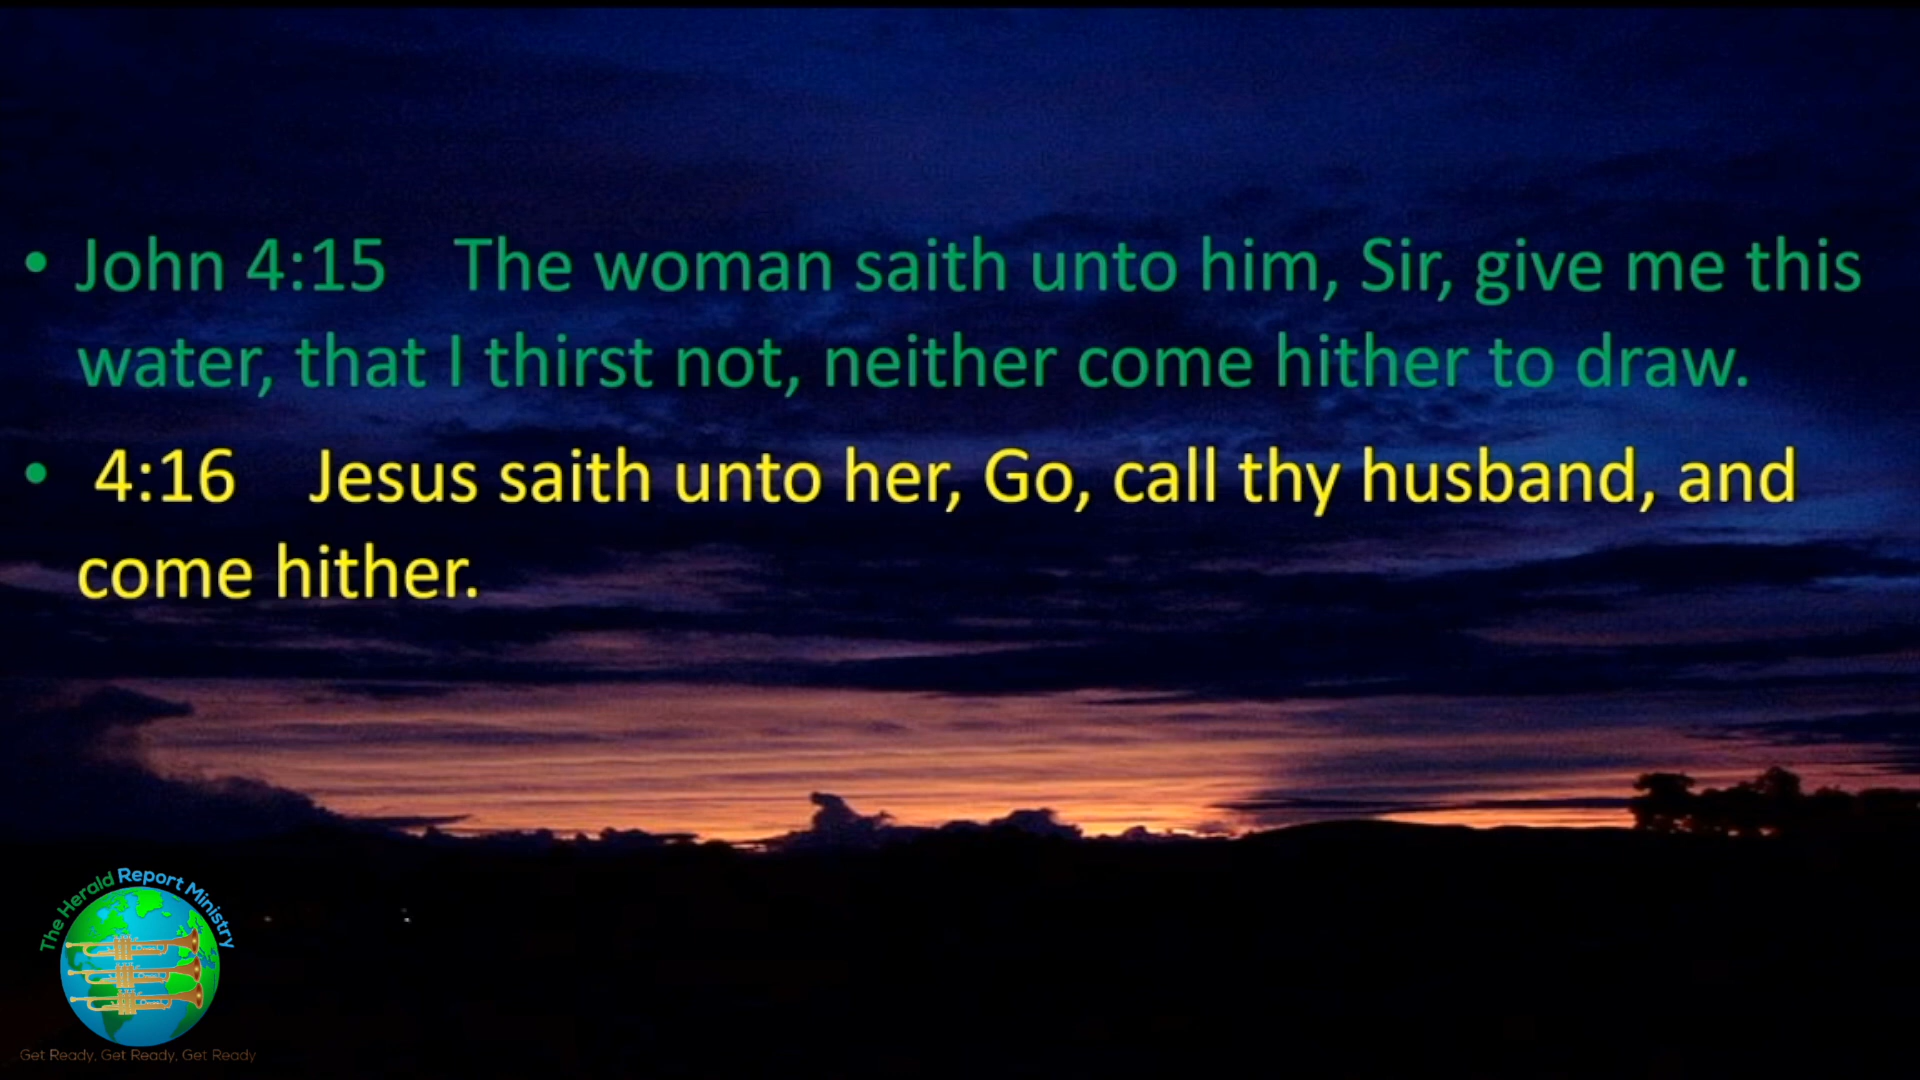 • John 4:15 The woman saith unto him, Sir, give me this
water, that I thirst not, neither come hither to draw.
• 4:16 Jesus saith unto her, Go, call thy husband, and
come hither.
The Herald Report Ministry
Get Ready, Get Ready, Get Ready